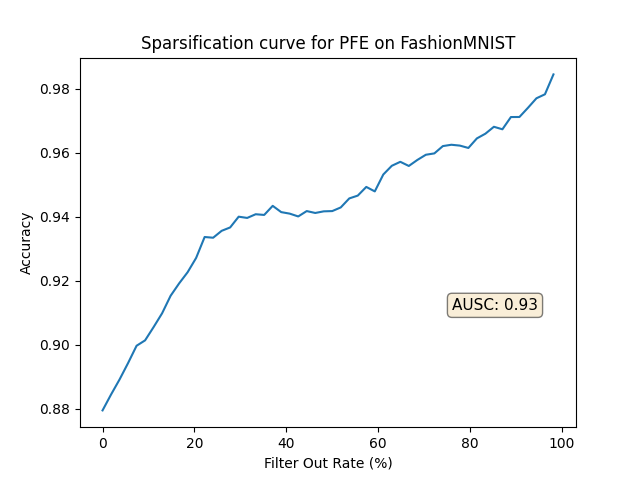 Sparsification curve for PFE on FashionMNIST
0.98
0.96
0.94
0.92
0.90
0.88
Accuracy
AUSC: 0.93
0 20 40 60 80 100
Filter Out Rate (%)